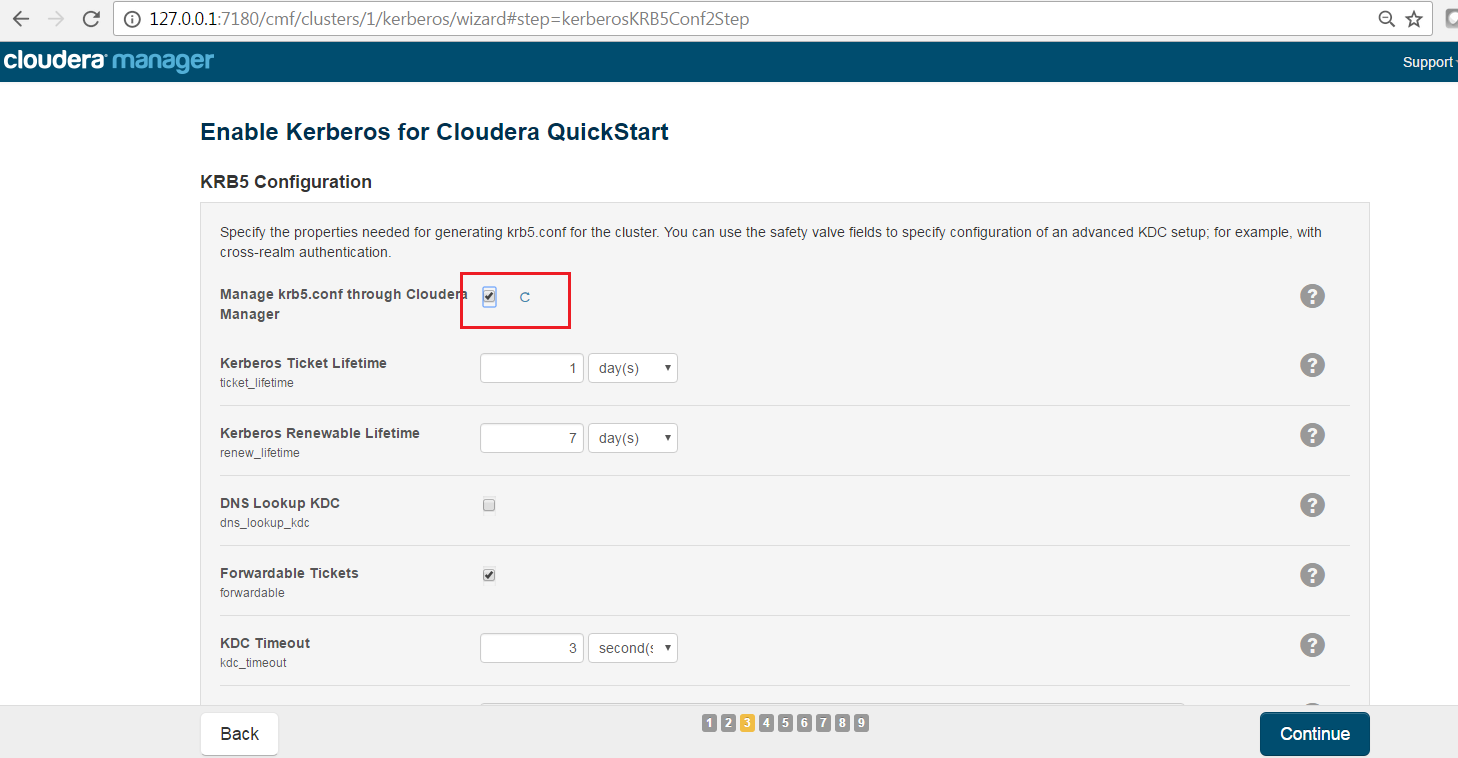 127.0.0.1:7180/cmf/clusters/1/kerberos/wizard#step=kerberosKRB5Conf2Step
cloudera manager
Support
Enable Kerberos for Cloudera QuickStart
KRB5 Configuration
Specify the properties needed for generating krb5.conf for the cluster. You can use the safety valve fields to specify configuration of an advanced KDC setup; for example, with
cross-realm authentication.
Manage krb5.conf through Cloudera
Manager
?
Kerberos Ticket Lifetime
ticket_lifetime
1 day(s)
?
Kerberos Renewable Lifetime
renew_lifetime
7 day(s)
?
DNS Lookup KDC
dns_lookup_kdc
?
Forwardable Tickets
forwardable
?
KDC Timeout
kdc_timeout
3 second(s
?
Back
1 2 3 4 5 6 7 8 9
Continue